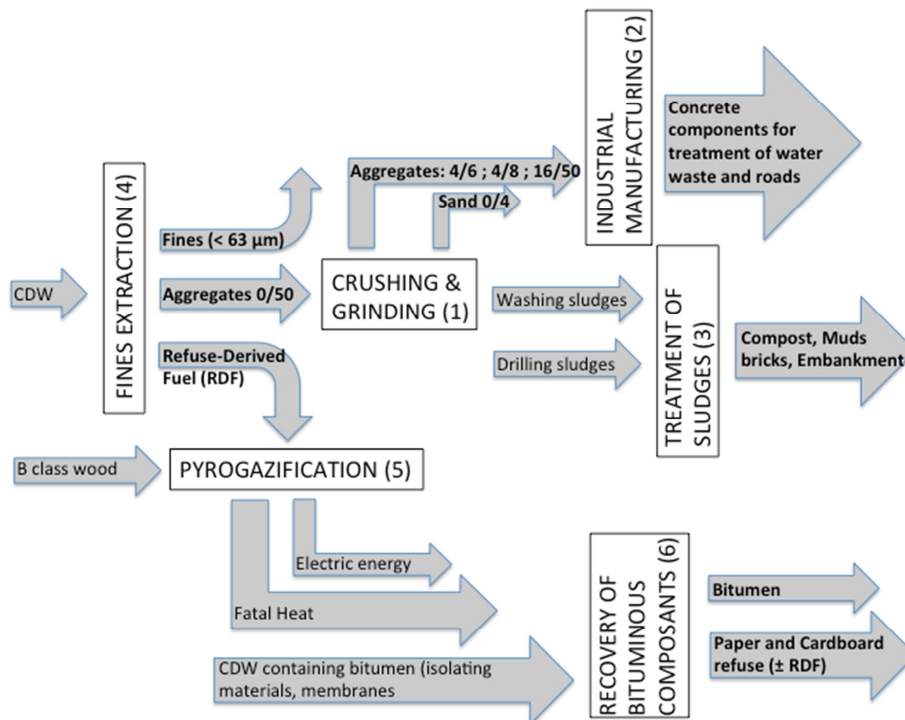 INDUSTRIAL
MANUFACTURING (2)
Concrete
components for
treatment of water
waste and roads
Aggregates: 4/6 ; 4/8 ; 16/50
Sand 0/4
FINES EXTRACTION (4)
Fines (< 63 µm)
CDW
Aggregates 0/50
CRUSHING &
GRINDING (1)
Washing sludges
Drilling sludges
TREATMENT OF
SLUDGES (3)
Compost, Muds
bricks, Embankment
Refuse-Derived
Fuel (RDF)
B class wood
PYROGAZIFICATION (5)
Electric energy
Fatal Heat
CDW containing bitumen (isolating
materials, membranes
RECOVERY OF
BITUMINOUS
COMPOSANTS (6)
Bitumen
Paper and Cardboard
refuse (± RDF)